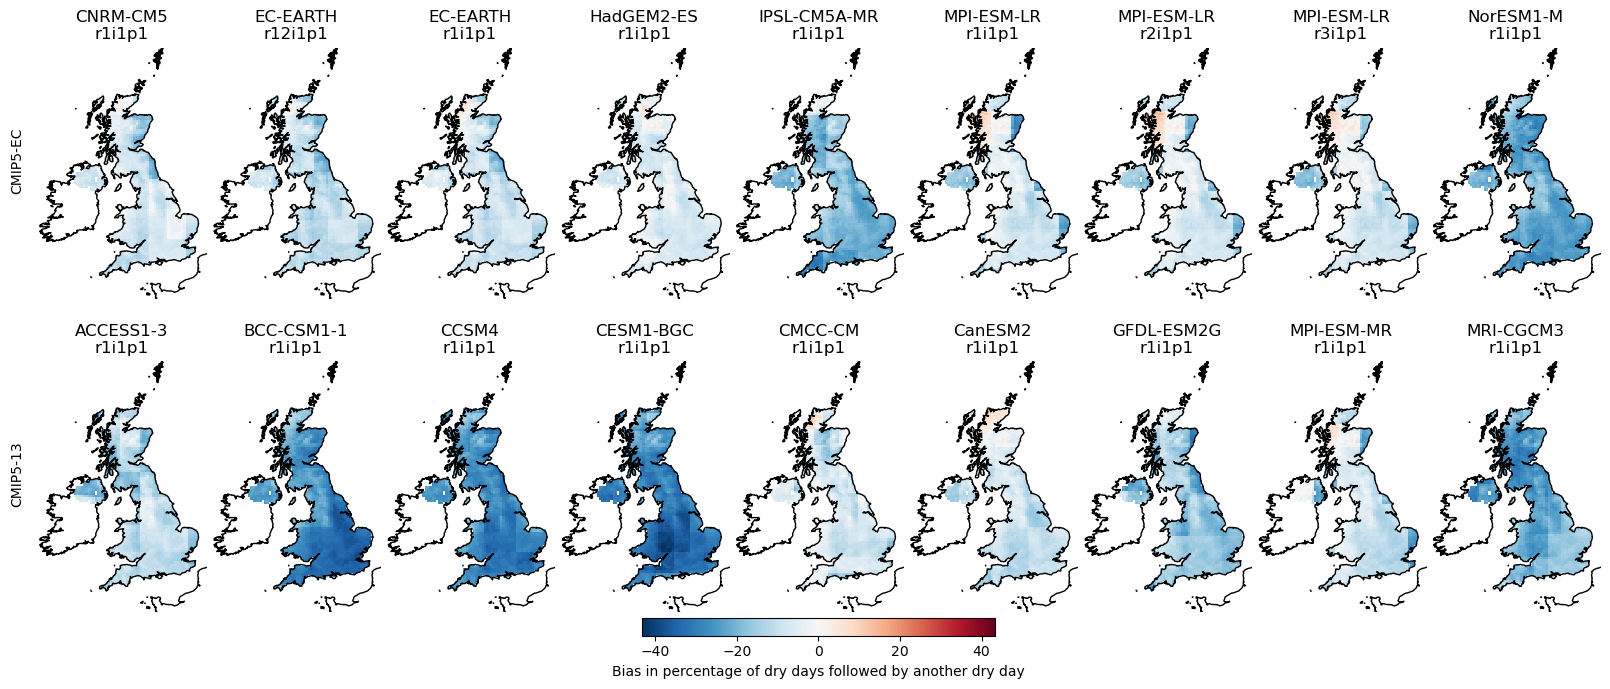 CNRM-CM5
r1i1p1
EC-EARTH
r12i1p1
EC-EARTH
r1i1p1
HadGEM2-ES
r1i1p1
IPSL-CM5A-MR
r1i1p1
MPI-ESM-LR
r1i1p1
MPI-ESM-LR
r2i1p1
MPI-ESM-LR
r3i1p1
NorESM1-M
r1i1p1
CMIP5-EC
ACCESS1-3
r1i1p1
BCC-CSM1-1
r1i1p1
CCSM4
r1i1p1
CESM1-BGC
r1i1p1
CMCC-CM
r1i1p1
CanESM2
r1i1p1
GFDL-ESM2G
r1i1p1
MPI-ESM-MR
r1i1p1
MRI-CGCM3
r1i1p1
CMIP5-13
−40 −20 0 20 40
Bias in percentage of dry days followed by another dry day